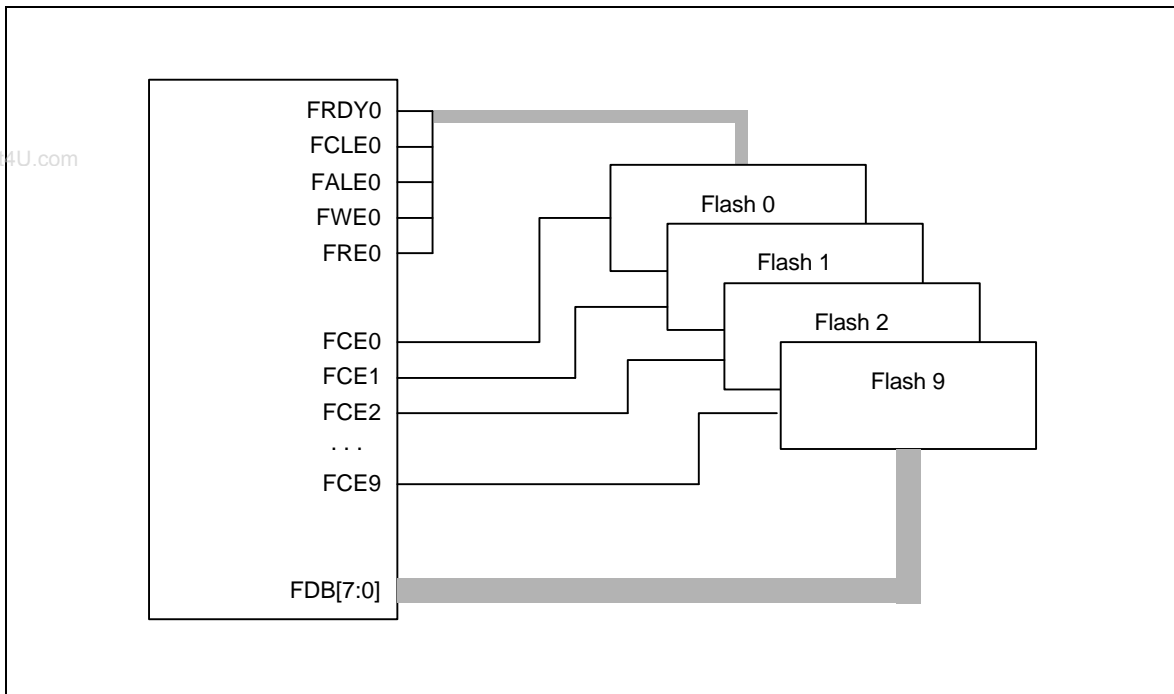 FRDY0
FCLE0
FALE0
FWE0
FRE0
FCE0
FCE1
FCE2
. . .
FCE9
FDB[7:0]
Flash 0
Flash 1
Flash 2
Flash 9
t4U.com